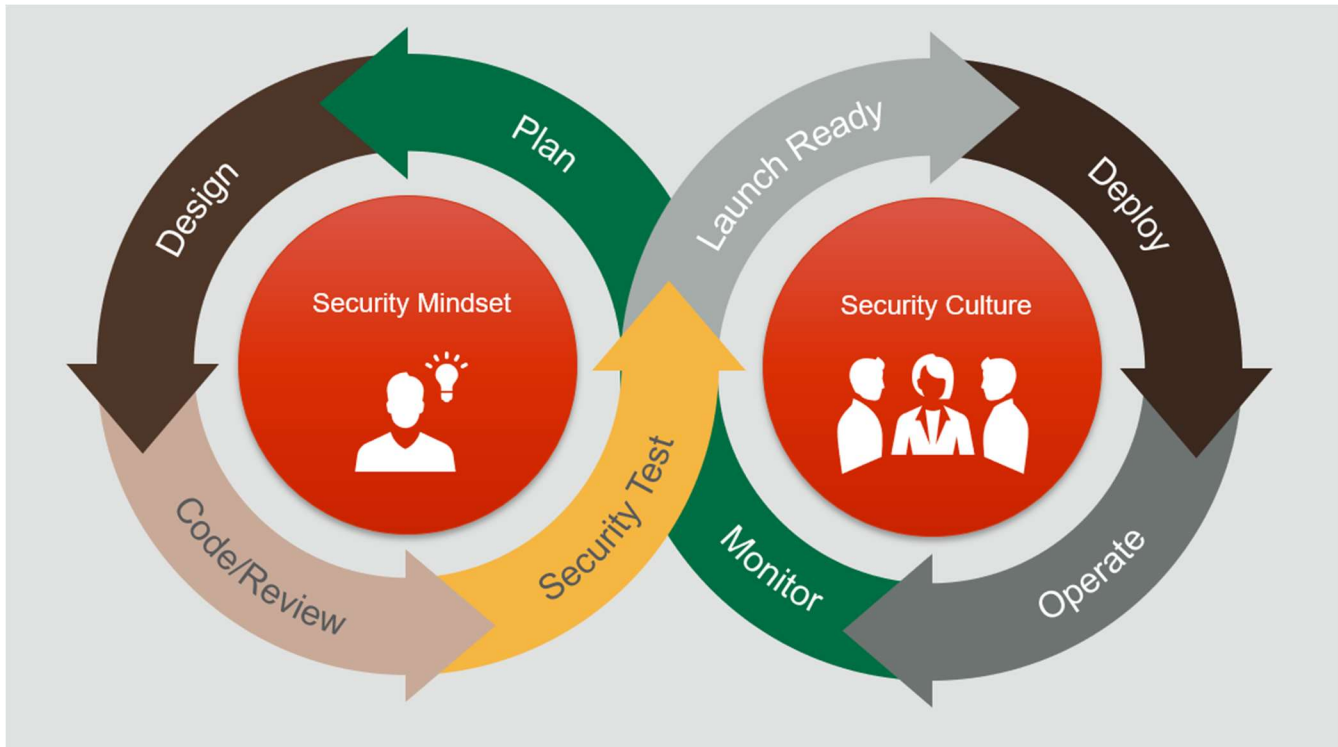 Plan
Launch Ready
Design
Deploy
Security Mindset
Security Culture
Code/Review
Security Test
Monitor
Operate